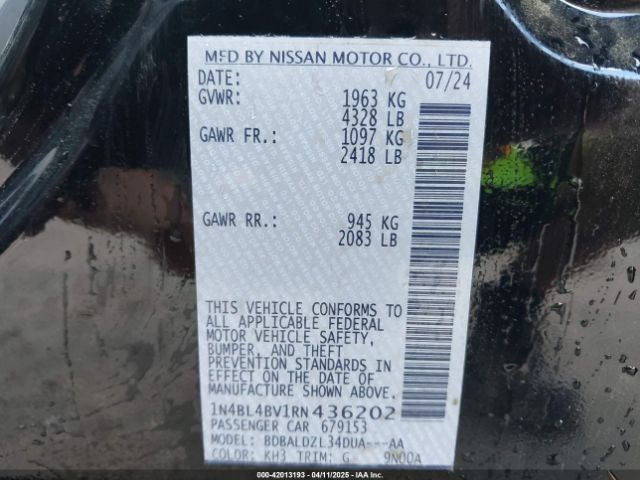 MFD BY NISSAN MOTOR CO., LTD.
DATE: 07/24
GVWR: 1963 KG
4328 LB
GAWR FR.: 1097 KG
2418 LB
GAWR RR.: 945 KG
2083 LB
THIS VEHICLE CONFORMS TO
ALL APPLICABLE FEDERAL
MOTOR VEHICLE SAFETY,
BUMPER, AND THEFT
PREVENTION STANDARDS IN
EFFECT ON THE DATE OF
MANUFACTURE SHOWN ABOVE.
1N4BL4BV1RN436202
PASSENGER CAR 679153
MODEL: BDBALDZL34DUA---AA
COLOR: KH3 TRIM: G 9N00A
000-42013193 - 04/11/2025 - IAAI.COM